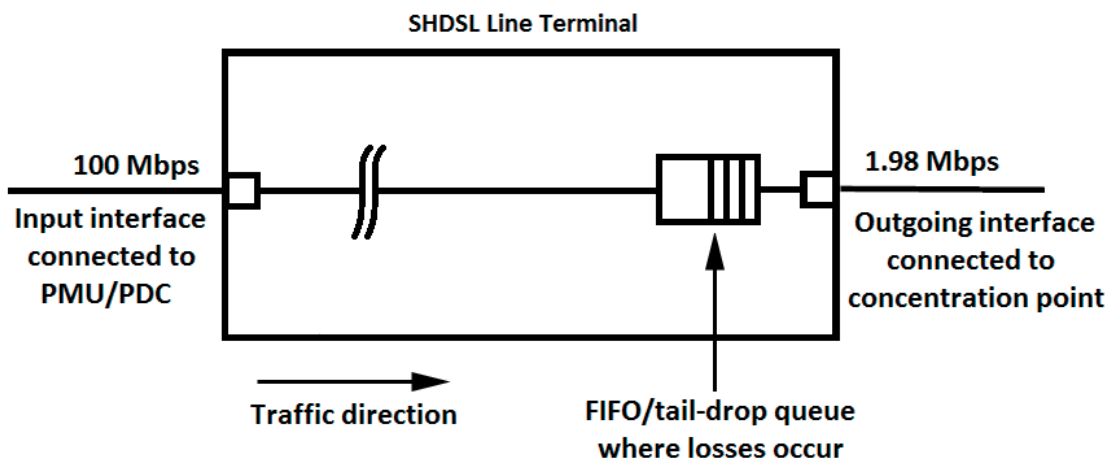 SHDSL Line Terminal
100 Mbps
Input interface
connected to
PMU/PDC
1.98 Mbps
Outgoing interface
connected to
concentration point
Traffic direction
FIFO/tail-drop queue
where losses occur